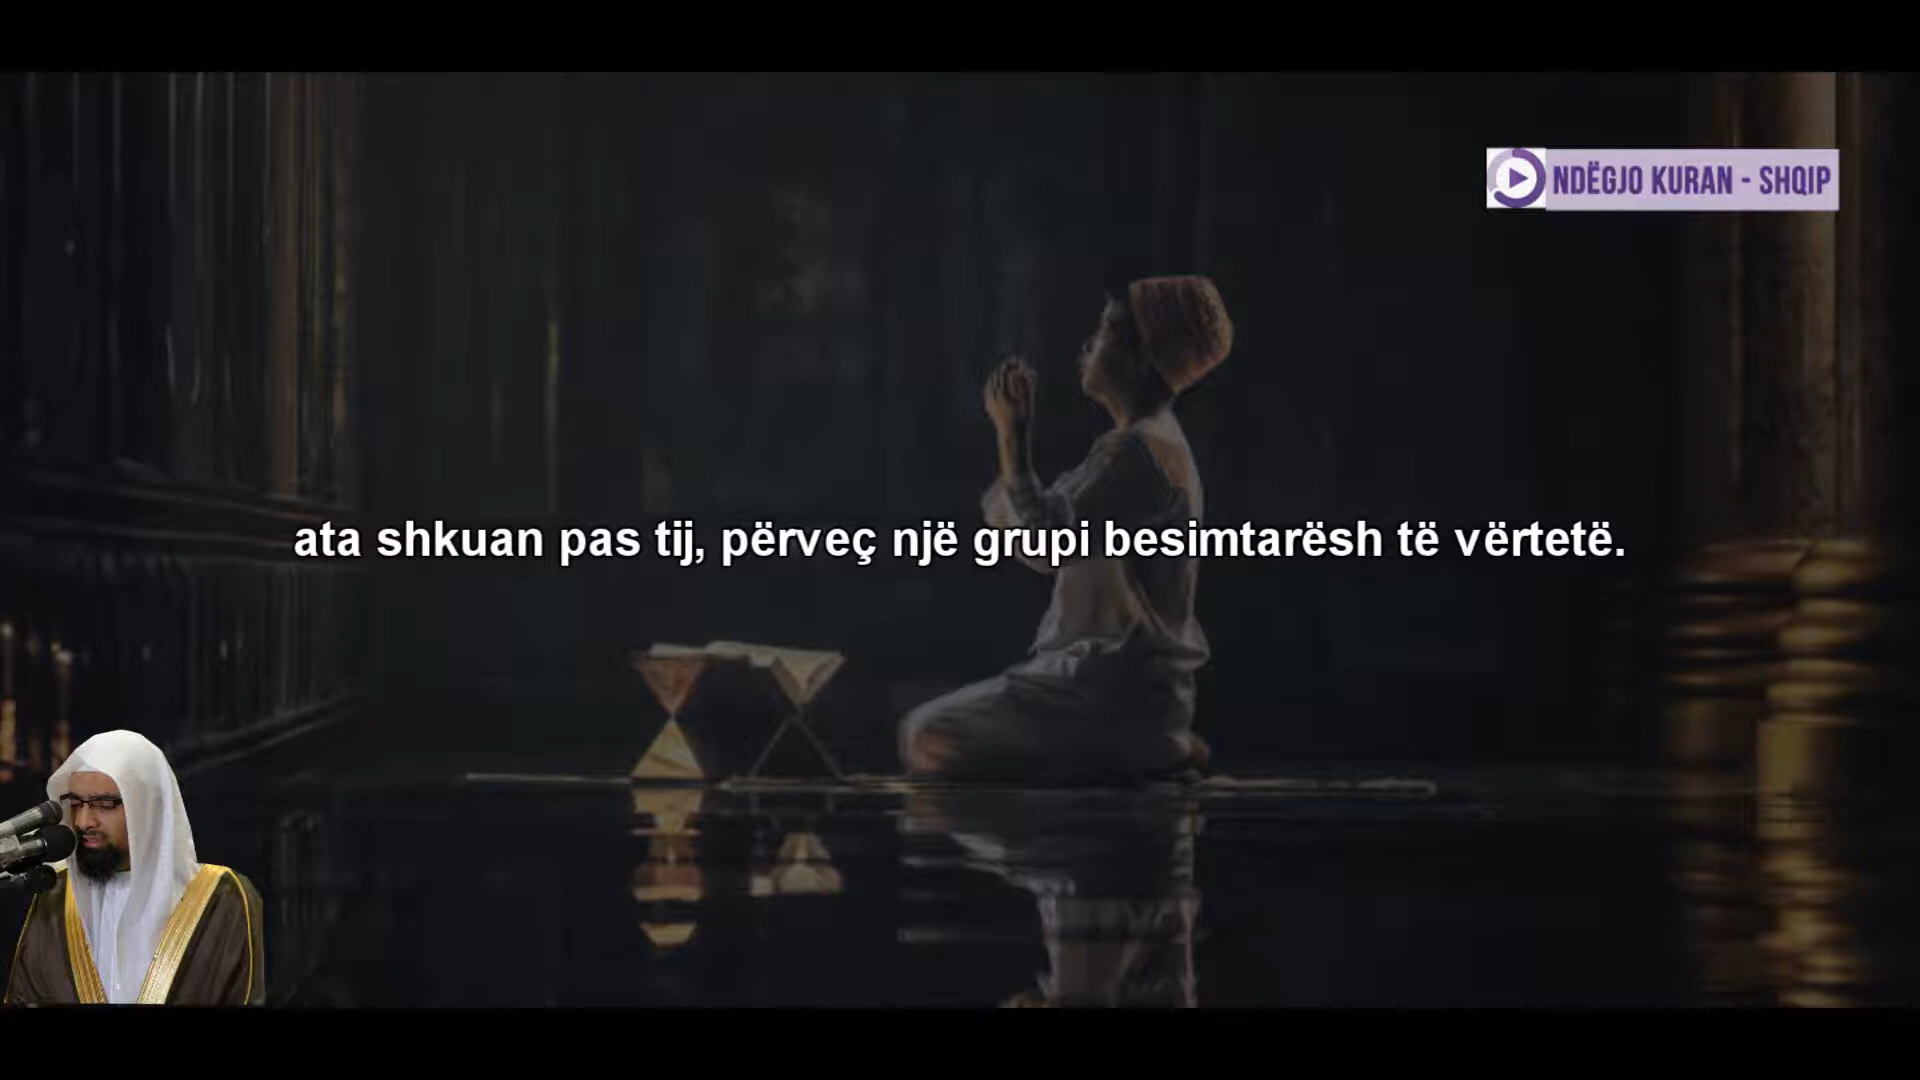 NDËGJO KURAN - SHQIP
ata shkuan pas tij, përveç një grupi besimtarësh të vërtetë.